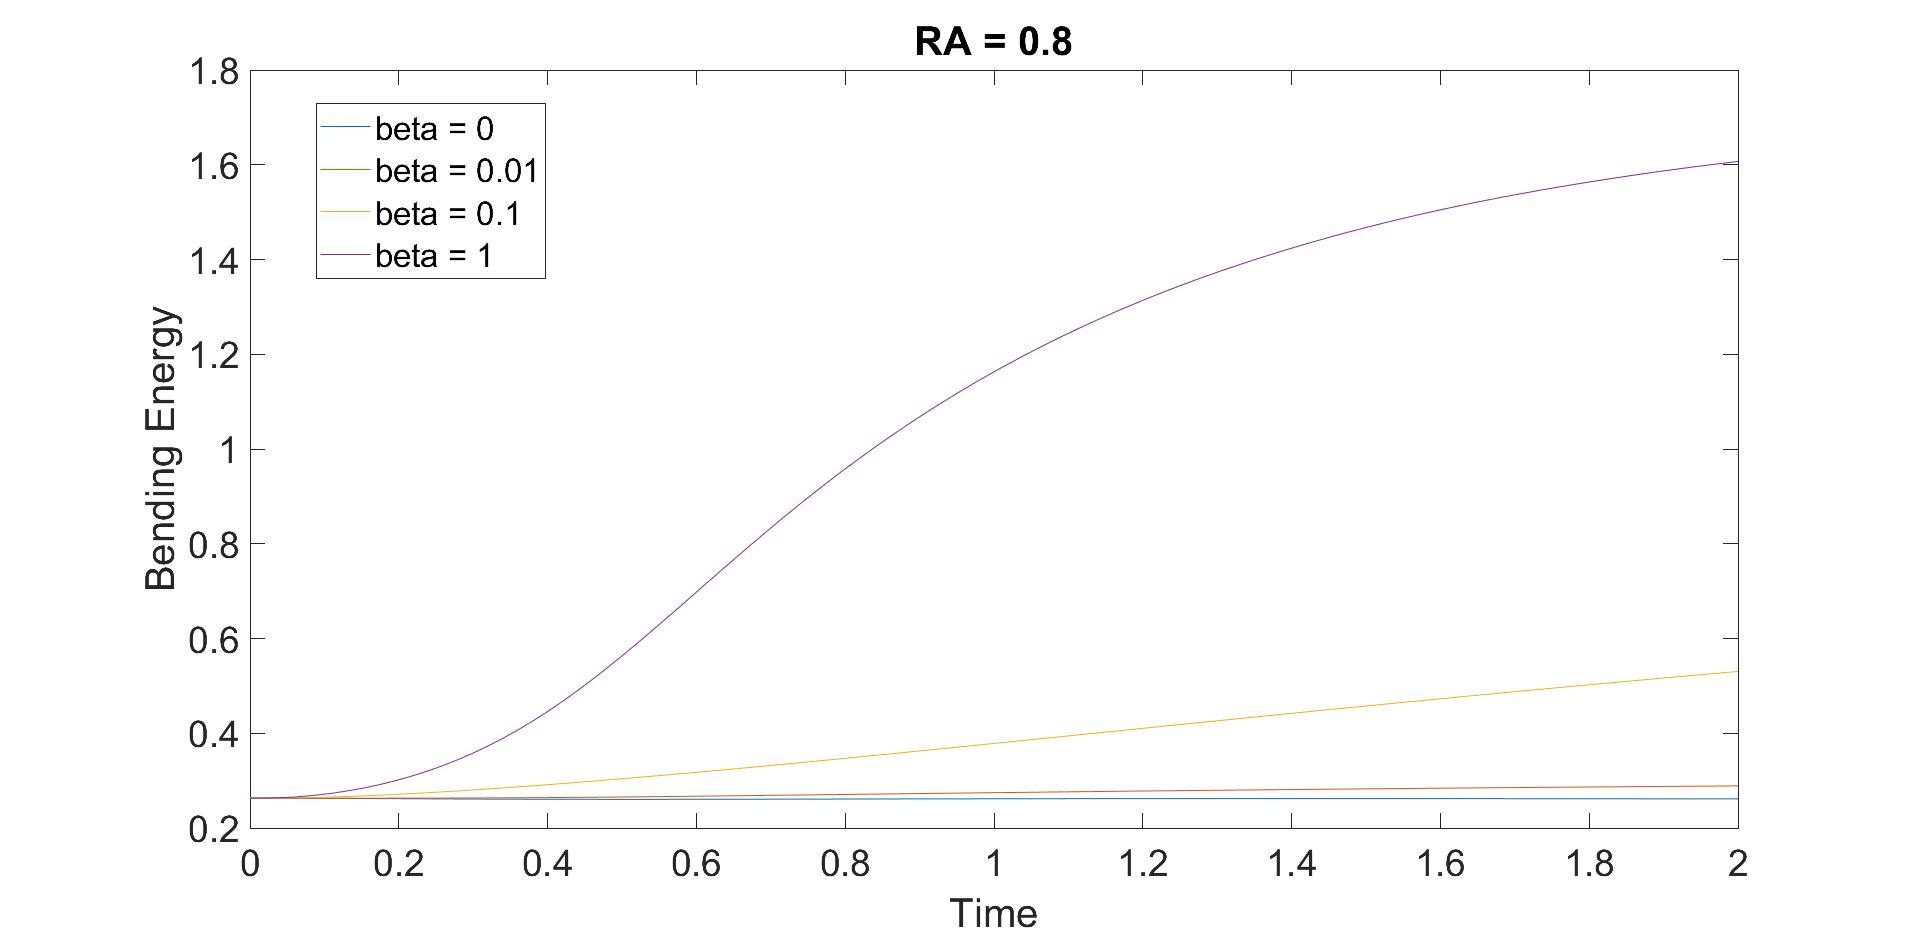 RA = 0.8
1.8
1.6
1.4
1.2
1
0.8
0.6
0.4
0.2
Bending Energy
beta = 0
beta = 0.01
beta = 0.1
beta = 1
0 0.2 0.4 0.6 0.8 1 1.2 1.4 1.6 1.8 2
Time